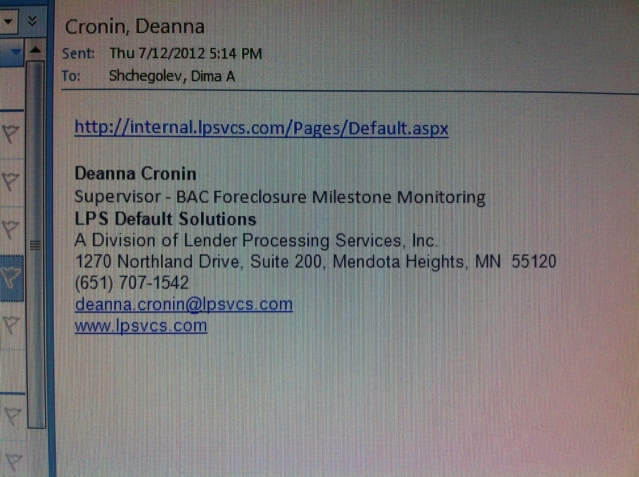 Cronin, Deanna
Sent: Thu 7/12/2012 5:14 PM
To: Shchegolev, Dima A
http://internal.lpsvcs.com/Pages/Default.aspx
Deanna Cronin
Supervisor - BAC Foreclosure Milestone Monitoring
LPS Default Solutions
A Division of Lender Processing Services, Inc.
1270 Northland Drive, Suite 200, Mendota Heights, MN 55120
(651) 707-1542
deanna.cronin@lpsvcs.com
www.lpsvcs.com